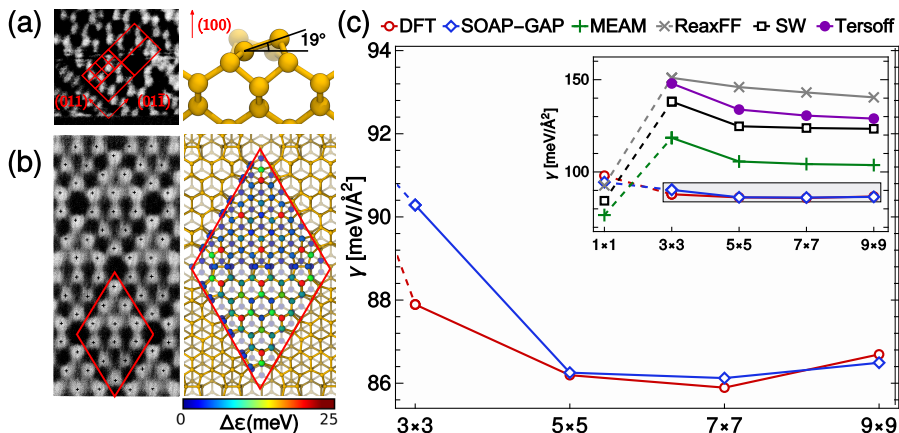 (a)
(100)
19°
(011)
(01̄1̄)
(b)
0
25
Δε(meV)
(c)
DFT
SOAP–GAP
MEAM
ReaxFF
SW
Tersoff
94
92
90
88
86
γ [meV/Å²]
3×3
5×5
7×7
9×9
150
100
γ [meV/Å²]
1×1
3×3
5×5
7×7
9×9